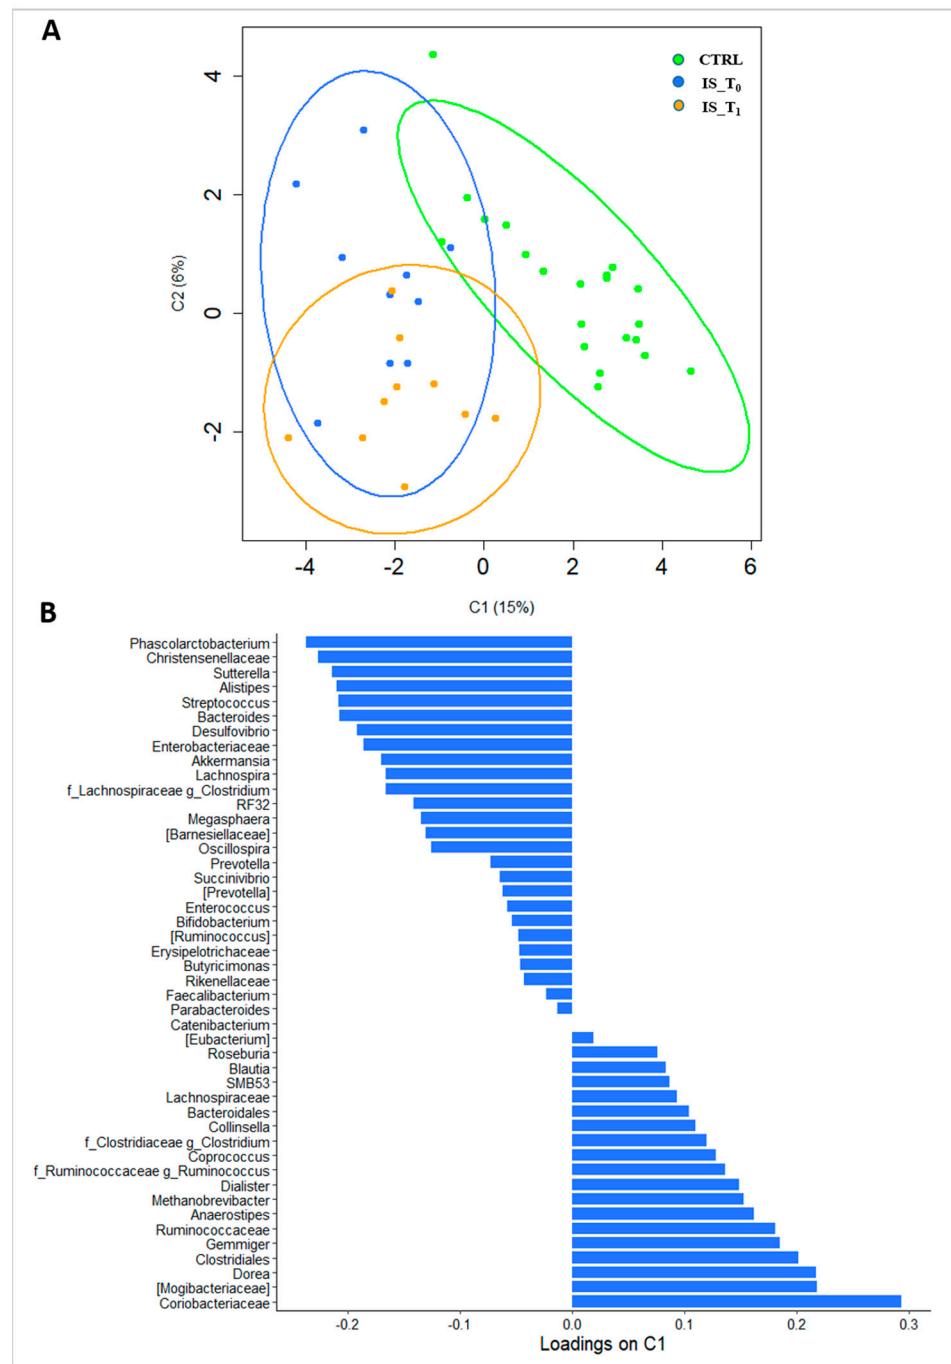 A
CTRL
IS_T₀
IS_T₁
4
2
0
-2
C2 (6%)
-4
-2
0
2
4
6
C1 (15%)
B
Phascolarctobacterium
Christensenellaceae
Sutterella
Alistipes
Streptococcus
Bacteroides
Desulfovibrio
Enterobacteriaceae
Akkermansia
Lachnospira
f_Lachnospiraceae g_Clostridium
RF32
Megasphaera
[Barnesiellaceae]
Oscillospira
Prevotella
Succinivibrio
[Prevotella]
Enterococcus
Bifidobacterium
[Ruminococcus]
Erysipelotrichaceae
Butyricimonas
Rikenellaceae
Faecalibacterium
Parabacteroides
Catenibacterium
[Eubacterium]
Roseburia
Blautia
SMB53
Lachnospiraceae
Bacteroidales
Collinsella
f_Clostridiaceae g_Clostridium
Coprococcus
f_Ruminococcaceae g_Ruminococcus
Dialister
Methanobrevibacter
Anaerostipes
Ruminococcaceae
Gemmiger
Clostridiales
Dorea
[Mogibacteriaceae]
Coriobacteriaceae
-0.2
-0.1
0.0
0.1
0.2
0.3
Loadings on C1